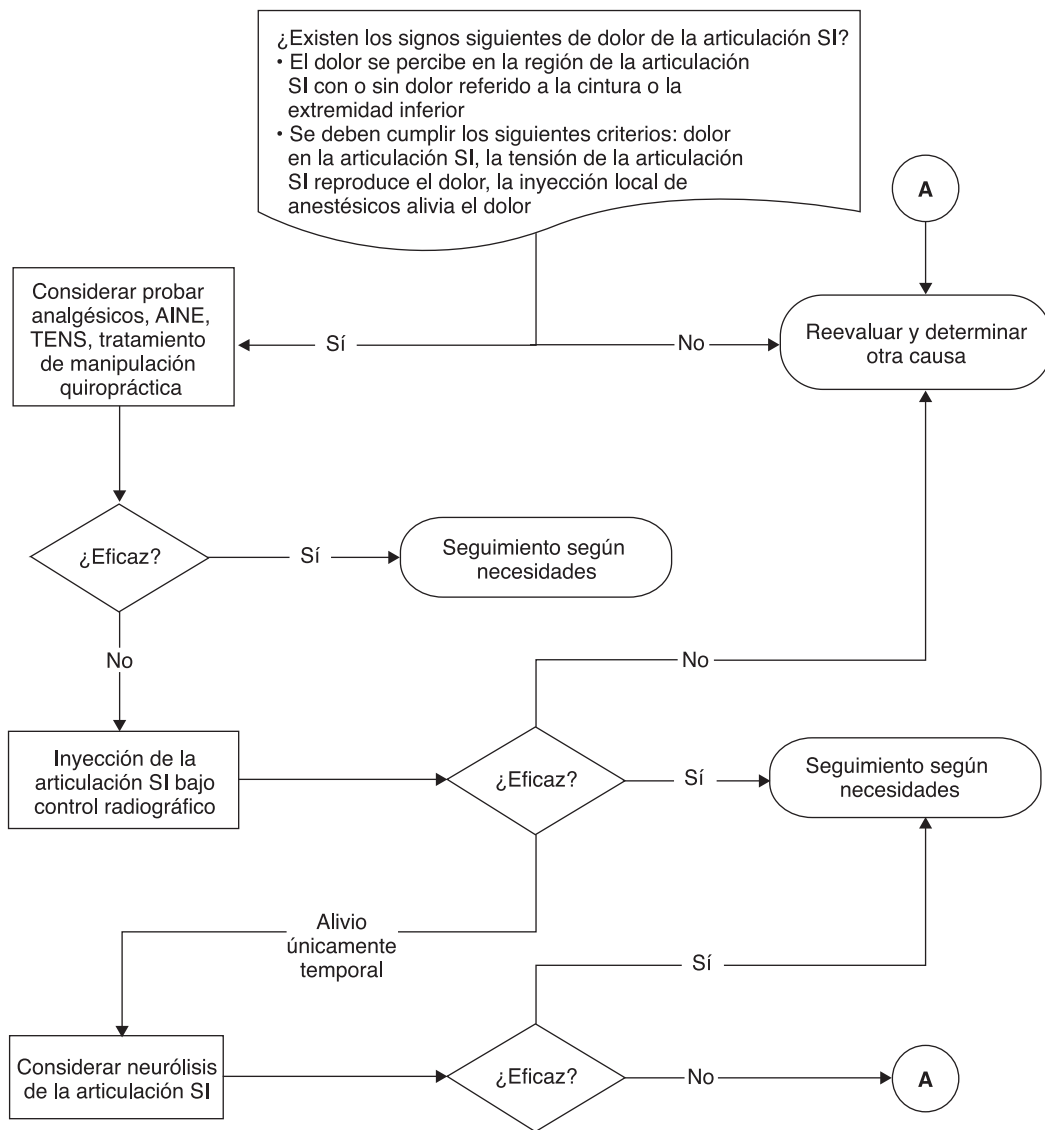 ¿Existen los signos siguientes de dolor de la articulación SI?
• El dolor se percibe en la región de la articulación
SI con o sin dolor referido a la cintura o la
extremidad inferior
• Se deben cumplir los siguientes criterios: dolor
en la articulación SI, la tensión de la articulación
SI reproduce el dolor, la inyección local de
anestésicos alivia el dolor
A
Considerar probar
analgésicos, AINE,
TENS, tratamiento
de manipulación
quiropráctica
Sí
No
Reevaluar y determinar
otra causa
¿Eficaz?
Sí
Seguimiento según
necesidades
No
No
Inyección de la
articulación SI bajo
control radiográfico
¿Eficaz?
Sí
Seguimiento según
necesidades
Alivio
únicamente
temporal
Sí
Considerar neurólisis
de la articulación SI
¿Eficaz?
No
A